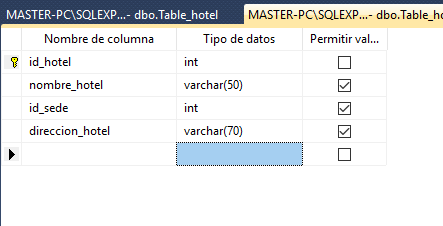 MASTER-PC\SQLEXP...- dbo.Table_hotel MASTER-PC\SQLEXP...- dbo.Table_ho
Nombre de columna Tipo de datos Permitir val...
id_hotel int
nombre_hotel varchar(50)
id_sede int
direccion_hotel varchar(70)